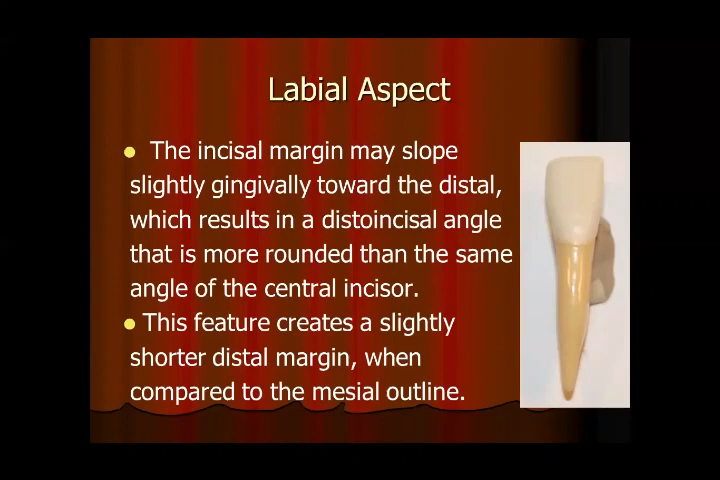 Labial Aspect
● The incisal margin may slope
slightly gingivally toward the distal,
which results in a distoincisal angle
that is more rounded than the same
angle of the central incisor.
● This feature creates a slightly
shorter distal margin, when
compared to the mesial outline.